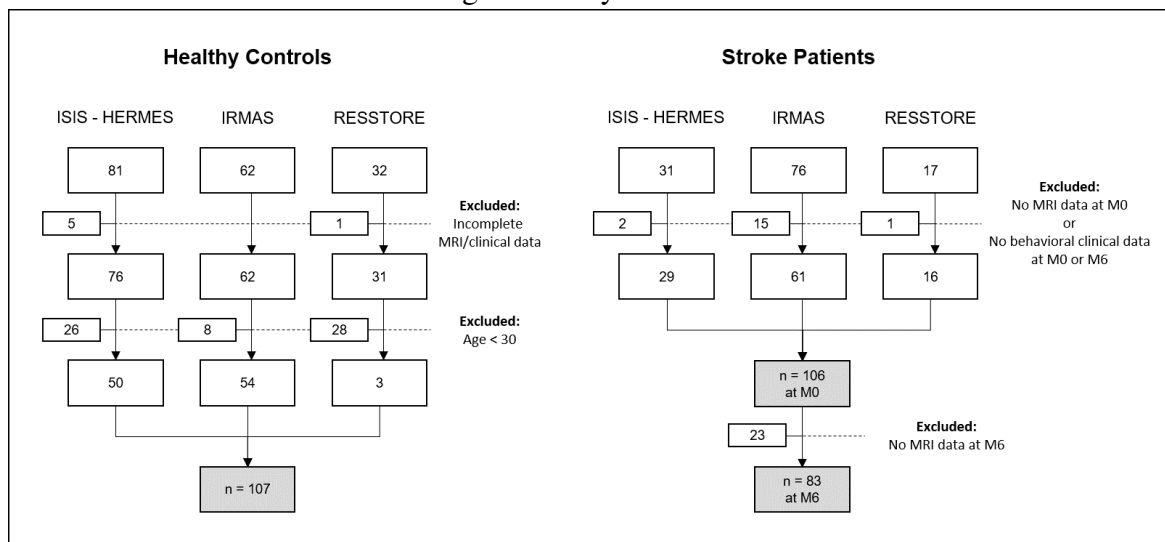 Healthy Controls
ISIS - HERMES IRMAS RESSTORE
81 62 32
5 1
Excluded:
Incomplete
MRI/clinical data
76 62 31
26 8 28
Excluded:
Age < 30
50 54 3
n = 107
Stroke Patients
ISIS - HERMES IRMAS RESSTORE
31 76 17
2 15 1
Excluded:
No MRI data at M0
or
No behavioral clinical data
at M0 or M6
29 61 16
n = 106
at M0
23
Excluded:
No MRI data at M6
n = 83
at M6